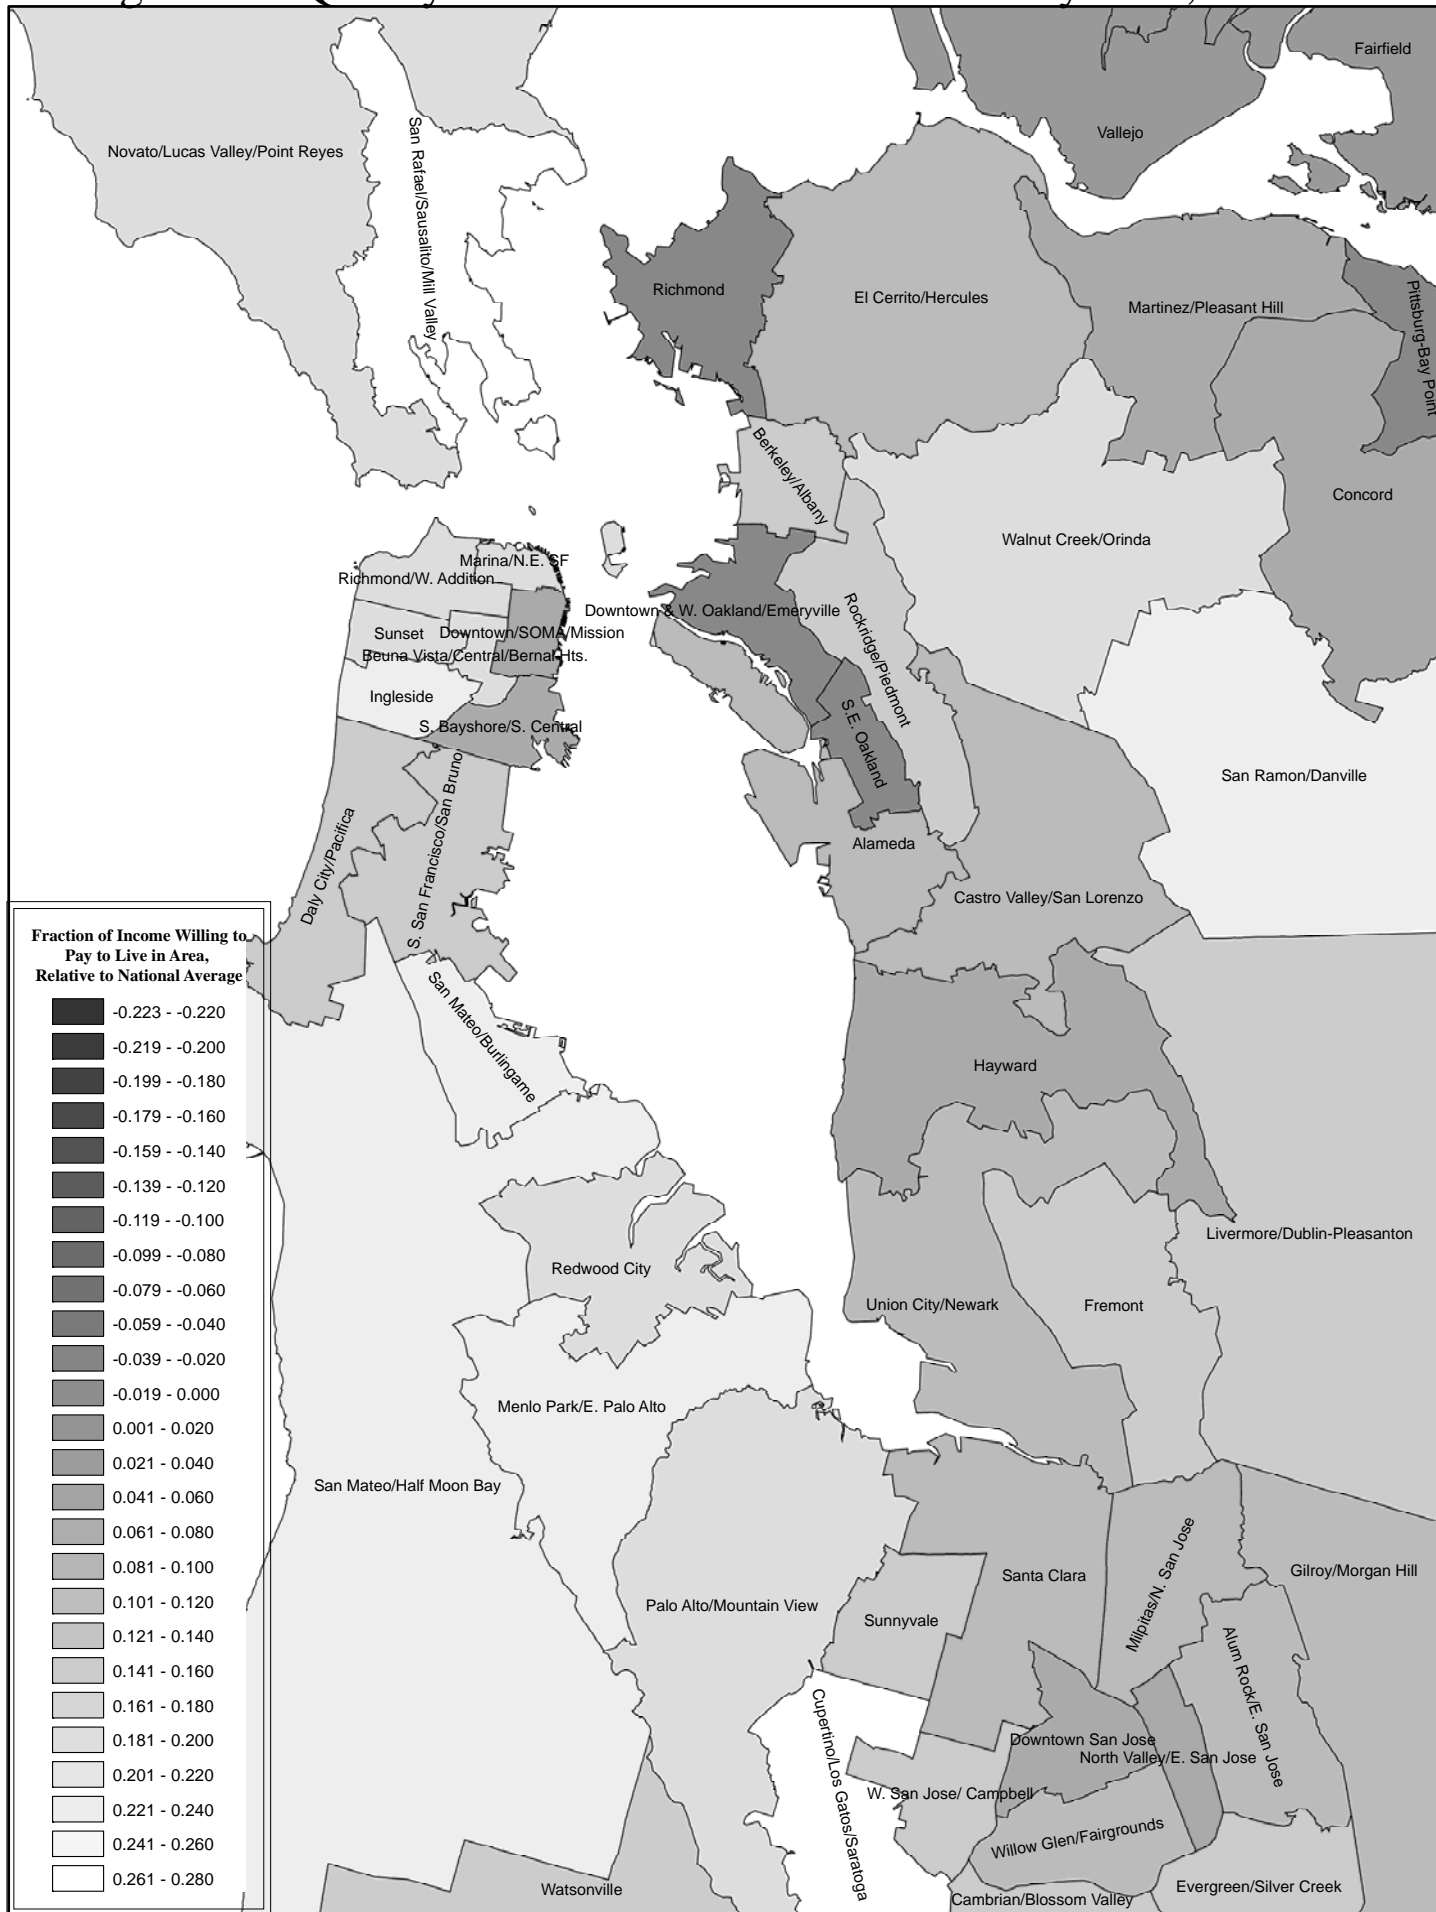 Fairfield
Vallejo
Novato/Lucas Valley/Point Reyes
San Rafael/Sausalito/Mill Valley
Richmond
El Cerrito/Hercules
Martinez/Pleasant Hill
Pittsburg-Bay Point
Berkeley/Albany
Concord
Walnut Creek/Orinda
Marina/N.E. SF
Richmond/W. Addition
Downtown & W. Oakland/Emeryville
Rockridge/Piedmont
Sunset
Downtown/SOMA/Mission
Beuna Vista/Central/Bernal Hts.
Ingleside
S. Bayshore/S. Central
S.E. Oakland
San Ramon/Danville
Daly City/Pacifica
S. San Francisco/San Bruno
Alameda
Castro Valley/San Lorenzo
San Mateo/Burlingame
Hayward
Livermore/Dublin-Pleasanton
Redwood City
Union City/Newark
Fremont
Menlo Park/E. Palo Alto
San Mateo/Half Moon Bay
Santa Clara
Milpitas/N. San Jose
Gilroy/Morgan Hill
Palo Alto/Mountain View
Sunnyvale
Alum Rock/E. San Jose
Cupertino/Los Gatos/Saratoga
Downtown San Jose
North Valley/E. San Jose
W. San Jose/ Campbell
Willow Glen/Fairgrounds
Watsonville
Cambrian/Blossom Valley
Evergreen/Silver Creek
Fraction of Income Willing to
Pay to Live in Area,
Relative to National Average
-0.223 - -0.220
-0.219 - -0.200
-0.199 - -0.180
-0.179 - -0.160
-0.159 - -0.140
-0.139 - -0.120
-0.119 - -0.100
-0.099 - -0.080
-0.079 - -0.060
-0.059 - -0.040
-0.039 - -0.020
-0.019 - 0.000
0.001 - 0.020
0.021 - 0.040
0.041 - 0.060
0.061 - 0.080
0.081 - 0.100
0.101 - 0.120
0.121 - 0.140
0.141 - 0.160
0.161 - 0.180
0.181 - 0.200
0.201 - 0.220
0.221 - 0.240
0.241 - 0.260
0.261 - 0.280